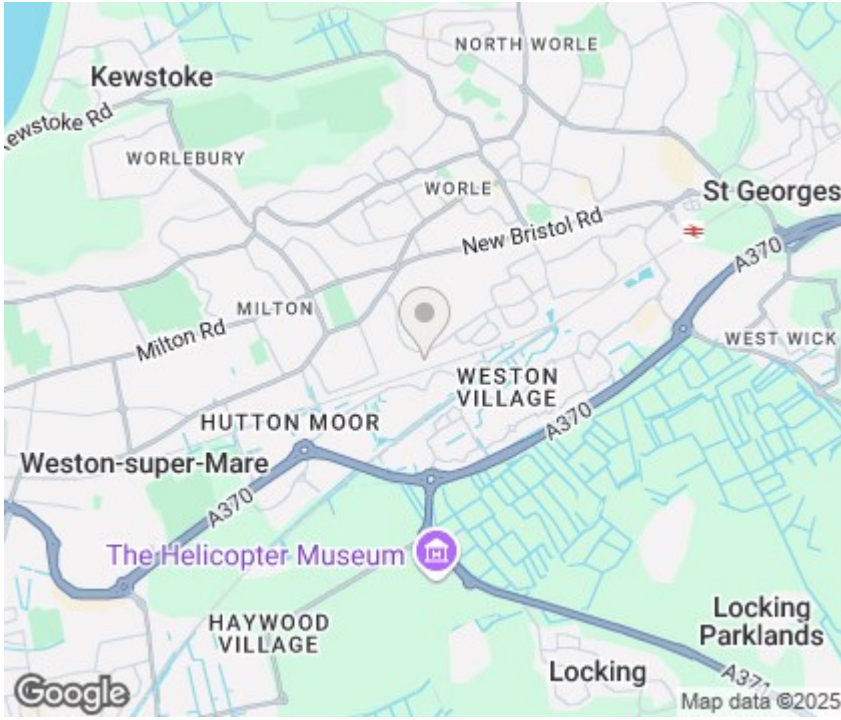 NORTH WORLE
Kewstoke
Kewstoke Rd
WORLEBURY
WORLE
St Georges
New Bristol Rd
A370
MILTON
Milton Rd
WEST WICK
WESTON
VILLAGE
HUTTON MOOR
A370
Weston-super-Mare
A370
The Helicopter Museum
HAYWOOD
VILLAGE
Locking
Parklands
Locking
A371
Google
Map data ©2025